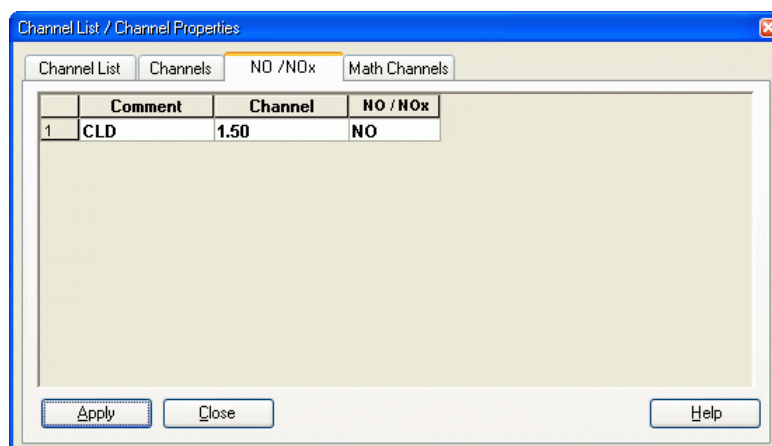 Channel List / Channel Properties
Channel List Channels NO /NOx Math Channels
Comment Channel NO / NOx
1 CLD 1.50 NO
Apply Close Help